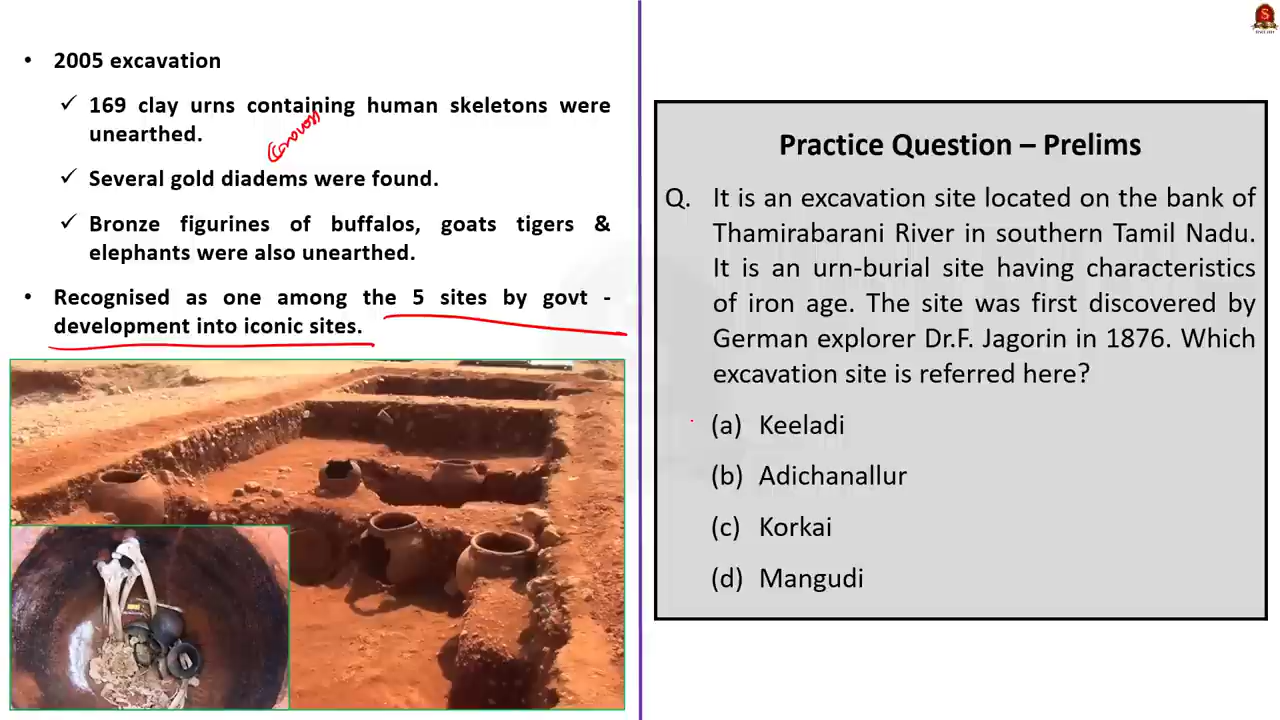 • 2005 excavation
✓ 169 clay urns containing human skeletons were
unearthed.
✓ Several gold diadems were found.
✓ Bronze figurines of buffalos, goats tigers &
elephants were also unearthed.
• Recognised as one among the 5 sites by govt -
development into iconic sites.
Practice Question – Prelims
Q. It is an excavation site located on the bank of
Thamirabarani River in southern Tamil Nadu.
It is an urn-burial site having characteristics
of iron age. The site was first discovered by
German explorer Dr.F. Jagorin in 1876. Which
excavation site is referred here?
(a) Keeladi
(b) Adichanallur
(c) Korkai
(d) Mangudi